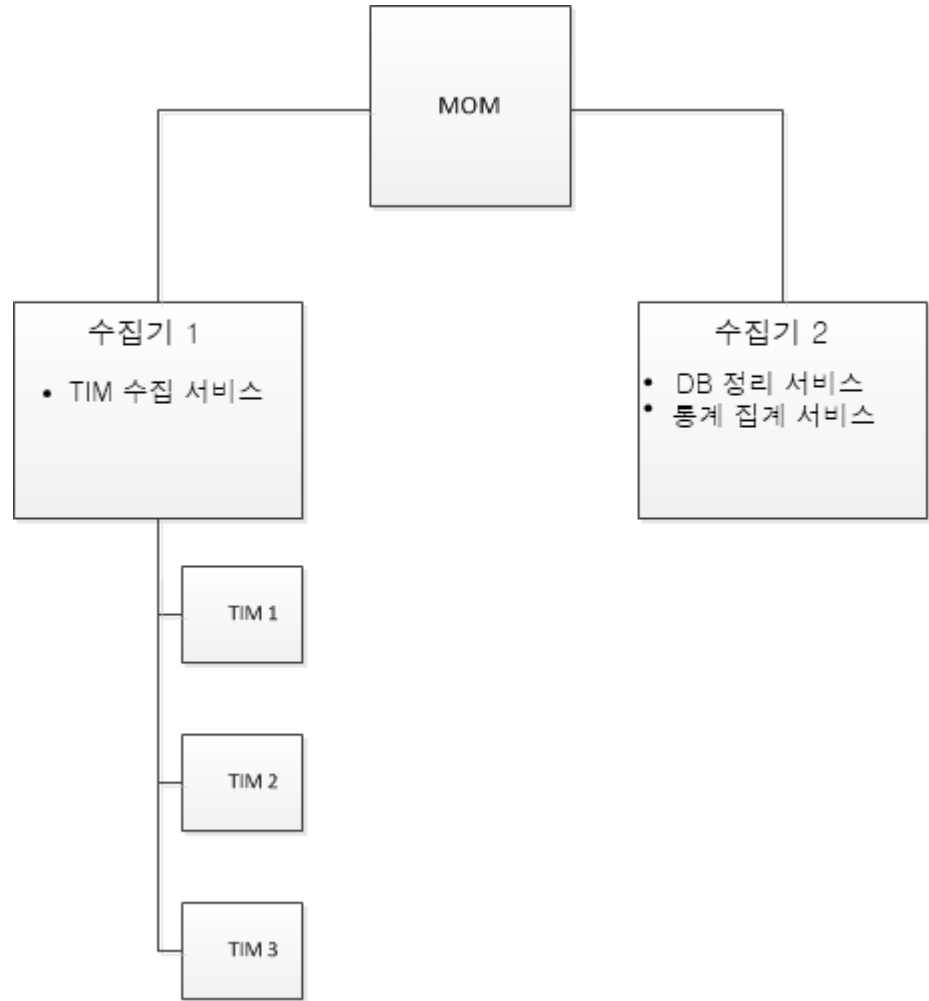 MOM
수집기 1
• TIM 수집 서비스
수집기 2
• DB 정리 서비스
• 통계 집계 서비스
TIM 1
TIM 2
TIM 3